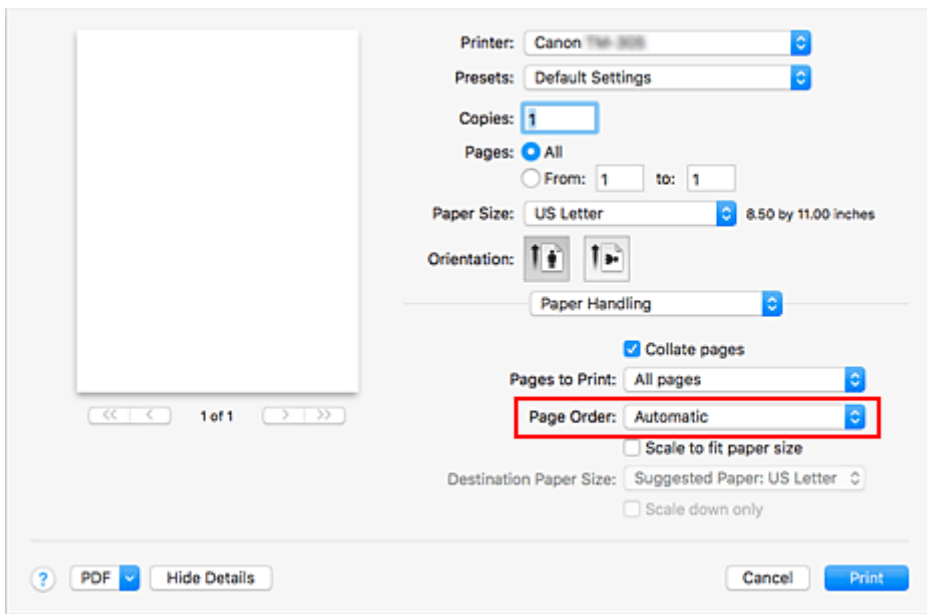 Printer: Canon
Presets: Default Settings
Copies: 1
Pages: All
From: 1 to: 1
Paper Size: US Letter 8.50 by 11.00 inches
Orientation:
Paper Handling
Collate pages
Pages to Print: All pages
1 of 1
Page Order: Automatic
Scale to fit paper size
Destination Paper Size: Suggested Paper: US Letter
Scale down only
? PDF Hide Details Cancel Print